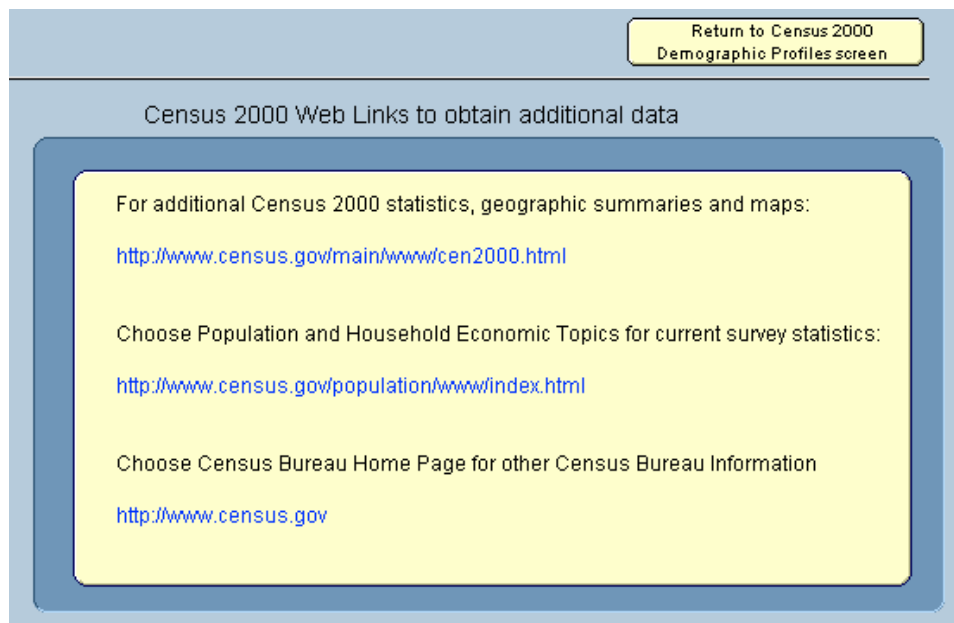 Return to Census 2000
Demographic Profiles screen
Census 2000 Web Links to obtain additional data
For additional Census 2000 statistics, geographic summaries and maps:
http://www.census.gov/main/www/cen2000.html
Choose Population and Household Economic Topics for current survey statistics:
http://www.census.gov/population/www/index.html
Choose Census Bureau Home Page for other Census Bureau Information
http://www.census.gov